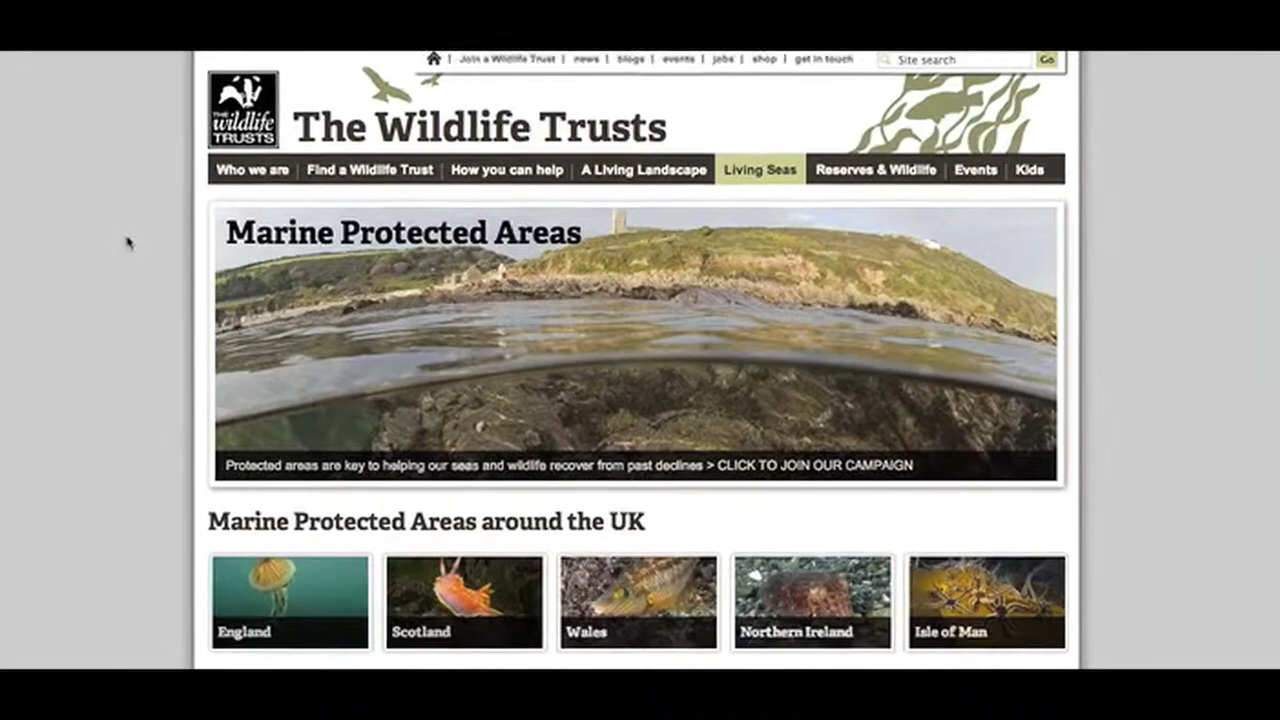 Join a Wildlife Trust | news | blogs | events | jobs | shop | get in touch
Site search
Go
THE
wildlife
TRUSTS
The Wildlife Trusts
Who we are | Find a Wildlife Trust | How you can help | A Living Landscape | Living Seas | Reserves & Wildlife | Events | Kids
Marine Protected Areas
Protected areas are key to helping our seas and wildlife recover from past declines > CLICK TO JOIN OUR CAMPAIGN
Marine Protected Areas around the UK
England
Scotland
Wales
Northern Ireland
Isle of Man